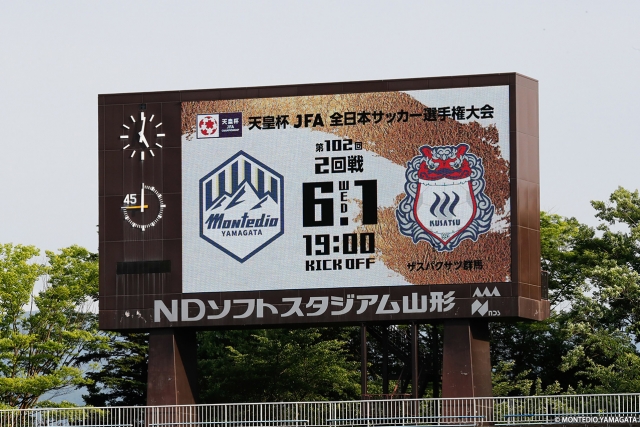 天皇杯 JFA 全日本サッカー選手権大会
第102回
2回戦
6.1
WED
19:00
KICK OFF
Montedio
YAMAGATA
KUSATSU
ザスパクサツ群馬
45
NDソフトスタジアム山形
NDS
© MONTEDIO YAMAGATA